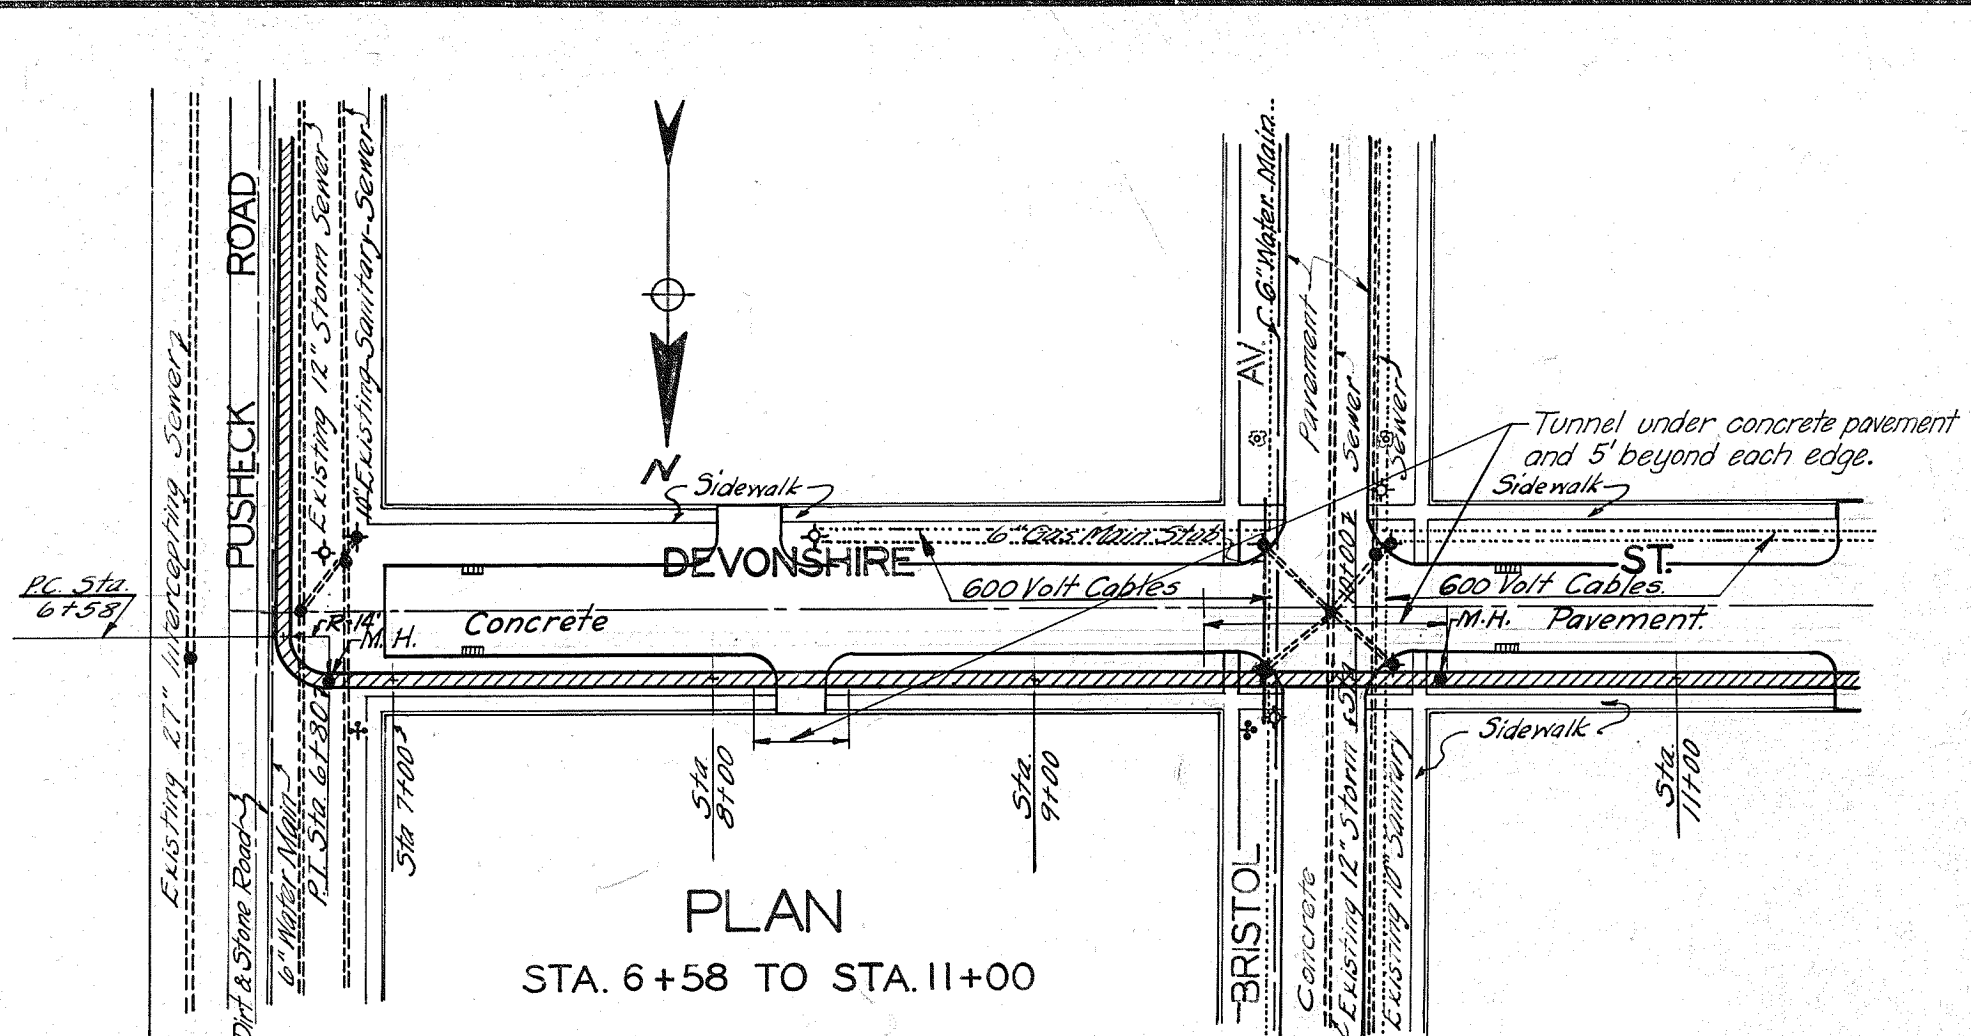 PUSHECK ROAD
Existing 27" Intercepting Sewer
Existing 12" Storm Sewer
10" Existing Sanitary Sewer
P.C. Sta.
6+58
R-14'
M.H.
P.I. Sta. 6+80
6" Water Main
Dirt & Stone Road
N
Sidewalk
DEVONSHIRE ST.
6" Gas Main Stub
600 Volt Cables
Concrete
Sta 7+00
Sta.
8+00
Sta.
9+00
Sta. 10+00
BRISTOL AV.
6" Water Main
Pavement
Sewer
Sewer
Concrete
Existing 12" Storm
Existing 10" Sanitary
Tunnel under concrete pavement
and 5' beyond each edge.
Sidewalk
600 Volt Cables
M.H. Pavement.
Sidewalk
Sta.
11+00
PLAN
STA. 6+58 TO STA. 11+00